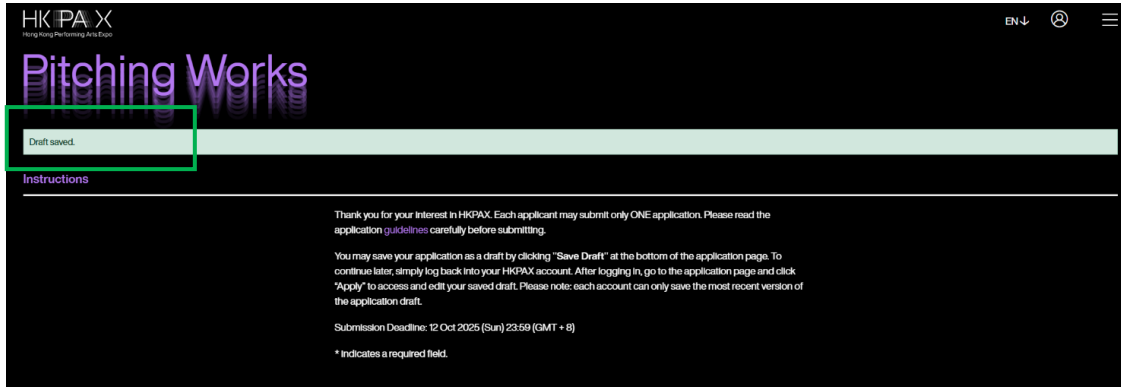 HKPAX
Hong Kong Performing Arts Expo
EN↓
Pitching Works
Draft saved.
Instructions
Thank you for your interest in HKPAX. Each applicant may submit only ONE application. Please read the
application guidelines carefully before submitting.
You may save your application as a draft by clicking "Save Draft" at the bottom of the application page. To
continue later, simply log back into your HKPAX account. After logging in, go to the application page and click
"Apply" to access and edit your saved draft. Please note: each account can only save the most recent version of
the application draft.
Submission Deadline: 12 Oct 2025 (Sun) 23:59 (GMT + 8)
* Indicates a required field.